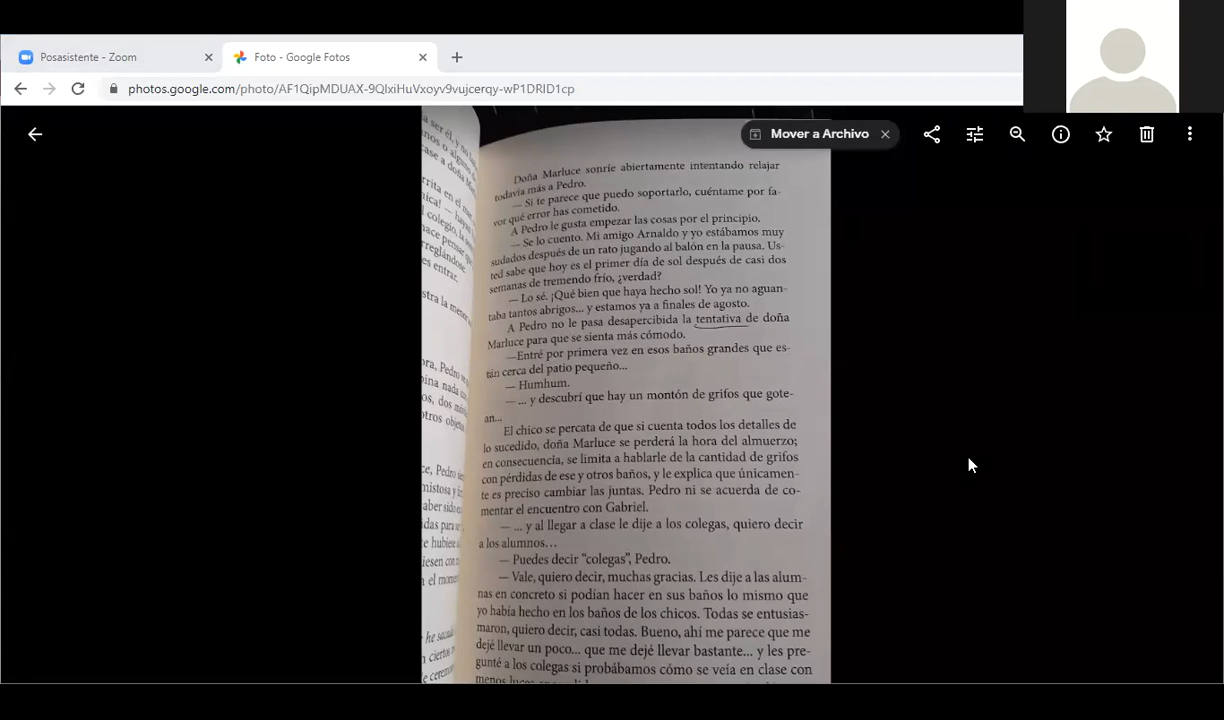 Posasistente - Zoom
Foto - Google Fotos
photos.google.com/photo/AF1QipMDUAX-9QlxiHuVxoyv9vujcerqy-wP1DRlD1cp
Mover a Archivo
Doña Marluce sonríe abiertamente intentando relajar
todavía más a Pedro.
— Si te parece que puedo soportarlo, cuéntame por fa-
vor qué error has cometido.
A Pedro le gusta empezar las cosas por el principio.
— Se lo cuento. Mi amigo Arnaldo y yo estábamos muy
sudados después de un rato jugando al balón en la pausa. Us-
ted sabe que hoy es el primer día de sol después de casi dos
semanas de tremendo frío, ¿verdad?
— Lo sé. ¡Qué bien que haya hecho sol! Yo ya no aguan-
taba tantos abrigos... y estamos ya a finales de agosto.
A Pedro no le pasa desapercibida la tentativa de doña
Marluce para que se sienta más cómodo.
—Entré por primera vez en esos baños grandes que es-
tán cerca del patio pequeño...
— Humhum.
— ... y descubrí que hay un montón de grifos que gote-
an...
El chico se percata de que si cuenta todos los detalles de
lo sucedido, doña Marluce se perderá la hora del almuerzo;
en consecuencia, se limita a hablarle de la cantidad de grifos
con pérdidas de ese y otros baños, y le explica que únicamen-
te es preciso cambiar las juntas. Pedro ni se acuerda de co-
mentar el encuentro con Gabriel.
— ... y al llegar a clase le dije a los colegas, quiero decir
a los alumnos...
— Puedes decir “colegas”, Pedro.
— Vale, quiero decir, muchas gracias. Les dije a las alum-
nas en concreto si podían hacer en sus baños lo mismo que
yo había hecho en los baños de los chicos. Todas se entusias-
maron, quiero decir, casi todas. Bueno, ahí me parece que me
dejé llevar un poco... que me dejé llevar bastante... y les pre-
gunté a los colegas si probábamos cómo se veía en clase con
menos luces